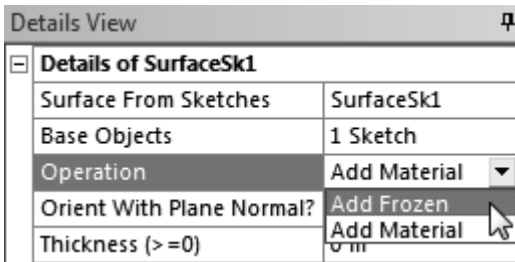 Details View
Details of SurfaceSk1
Surface From Sketches SurfaceSk1
Base Objects 1 Sketch
Operation Add Material
Orient With Plane Normal? Add Frozen
Add Material
Thickness (>=0)